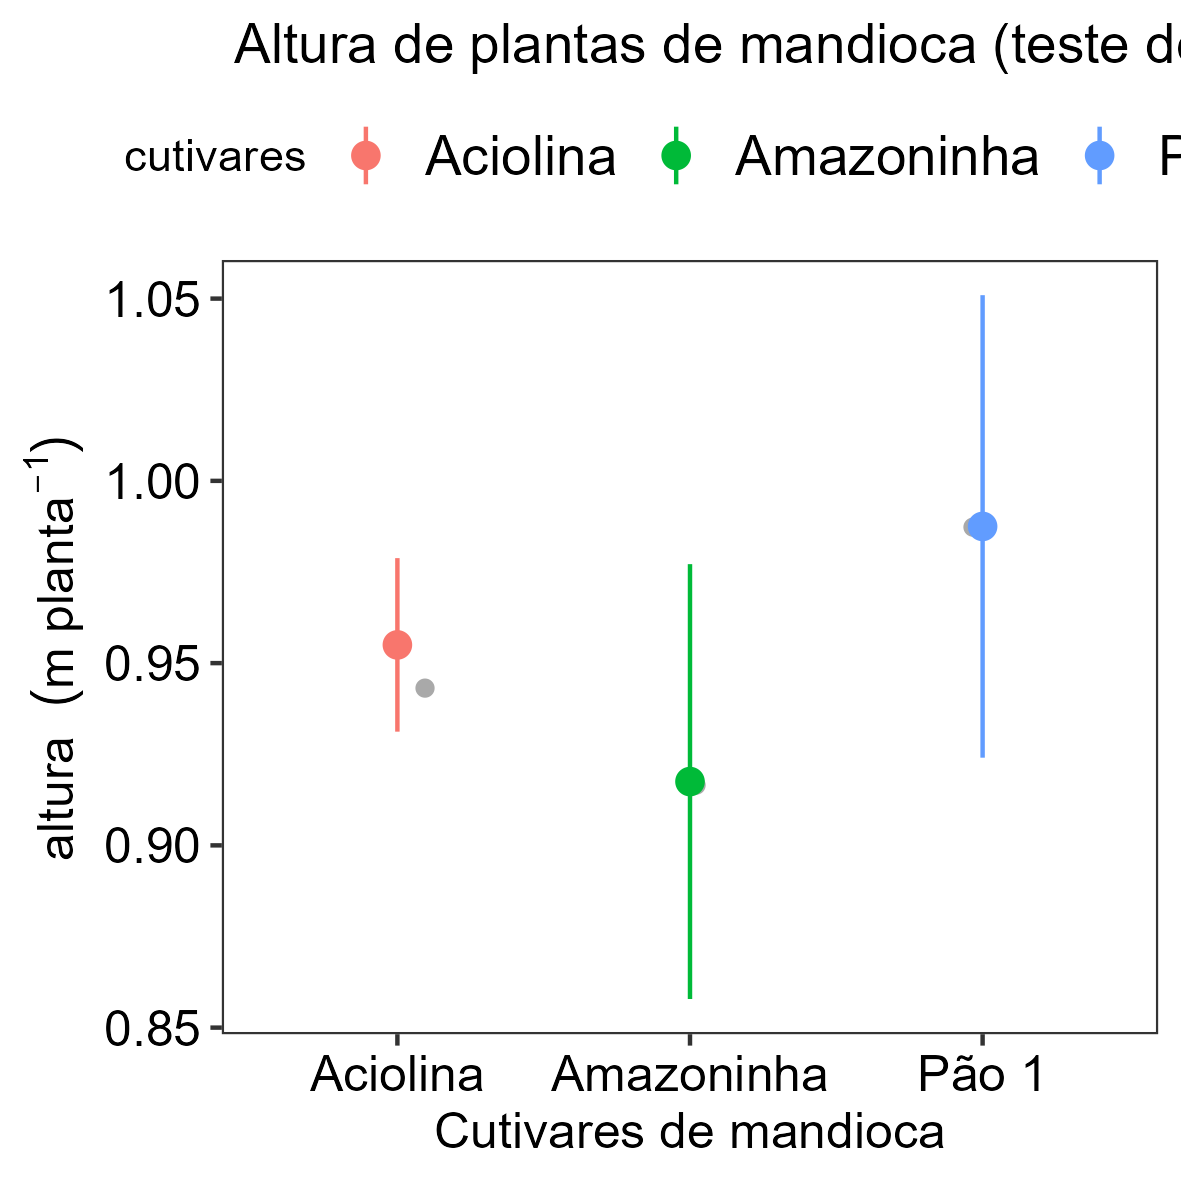 Altura de plantas de mandioca (teste d
cutivares Aciolina Amazoninha P
1.05
1.00
0.95
0.90
0.85
altura (m planta⁻¹)
Aciolina Amazoninha Pão 1
Cutivares de mandioca